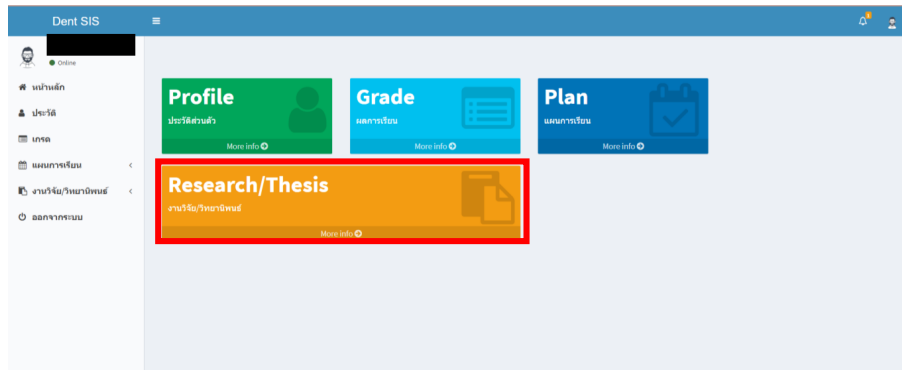 Dent SIS
Online
หน้าหลัก
ประวัติ
เกรด
แผนการเรียน
งานวิจัย/วิทยานิพนธ์
ออกจากระบบ
Profile
ประวัติส่วนตัว
More info
Grade
ผลการเรียน
More info
Plan
แผนการเรียน
More info
Research/Thesis
งานวิจัย/วิทยานิพนธ์
More info